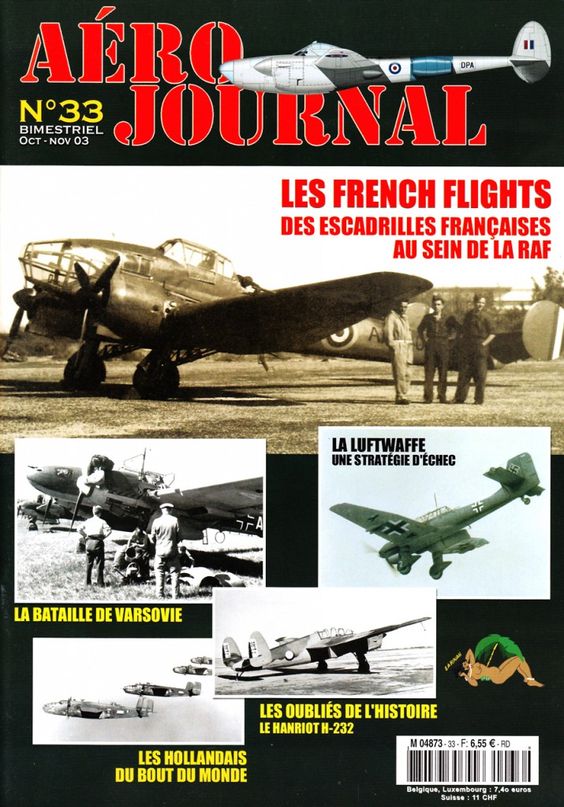 AÉRO
JOURNAL
DPA
N°33
BIMESTRIEL
OCT - NOV 03
LES FRENCH FLIGHTS
DES ESCADRILLES FRANÇAISES
AU SEIN DE LA RAF
LA LUFTWAFFE
UNE STRATÉGIE D'ÉCHEC
LA BATAILLE DE VARSOVIE
LES OUBLIÉS DE L'HISTOIRE
LE HANRIOT H-232
LES HOLLANDAIS
DU BOUT DU MONDE
M 04873 - 33 - F: 6,55 € - RD
Belgique, Luxembourg : 7,40 euros
Suisse : 11 CHF